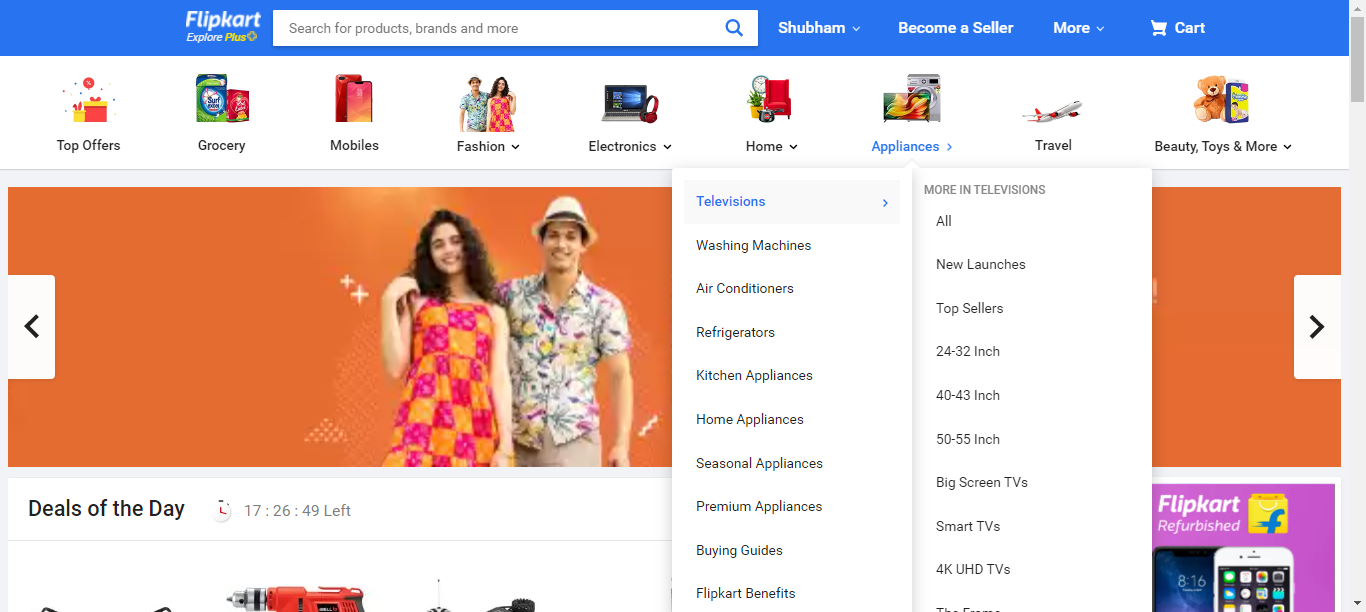 Flipkart
Explore Plus
Search for products, brands and more
Shubham
Become a Seller
More
Cart
Top Offers
Grocery
Mobiles
Fashion
Electronics
Home
Appliances
Travel
Beauty, Toys & More
Televisions
Washing Machines
Air Conditioners
Refrigerators
Kitchen Appliances
Home Appliances
Seasonal Appliances
Premium Appliances
Buying Guides
Flipkart Benefits
MORE IN TELEVISIONS
All
New Launches
Top Sellers
24-32 Inch
40-43 Inch
50-55 Inch
Big Screen TVs
Smart TVs
4K UHD TVs
The Frame
Deals of the Day
17 : 26 : 49 Left
Flipkart
Refurbished
8:16